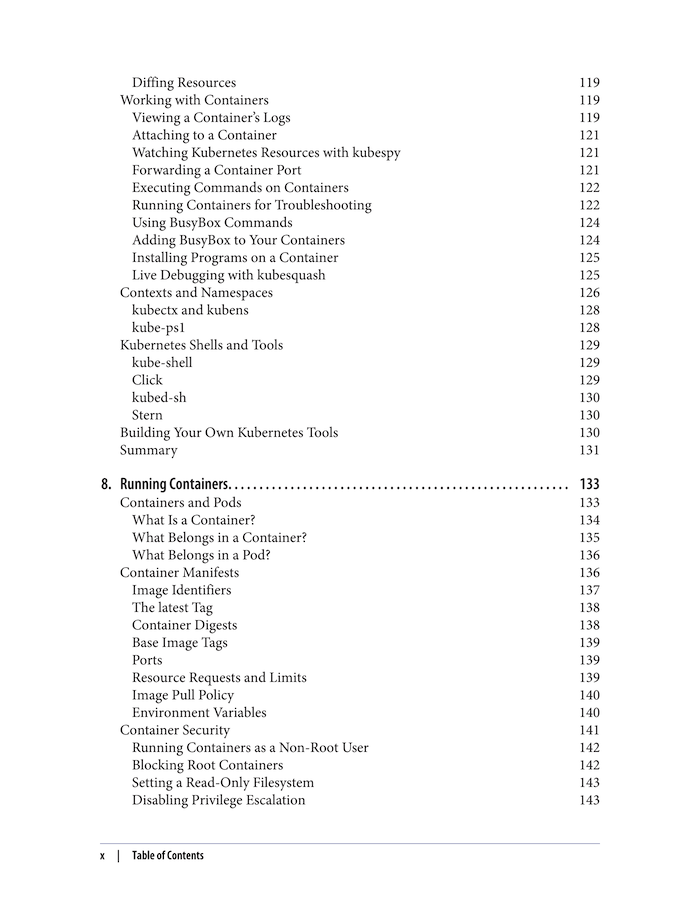 Diffing Resources 119
Working with Containers 119
Viewing a Container’s Logs 119
Attaching to a Container 121
Watching Kubernetes Resources with kubespy 121
Forwarding a Container Port 121
Executing Commands on Containers 122
Running Containers for Troubleshooting 122
Using BusyBox Commands 124
Adding BusyBox to Your Containers 124
Installing Programs on a Container 125
Live Debugging with kubesquash 125
Contexts and Namespaces 126
kubectx and kubens 128
kube-ps1 128
Kubernetes Shells and Tools 129
kube-shell 129
Click 129
kubed-sh 130
Stern 130
Building Your Own Kubernetes Tools 130
Summary 131
8. Running Containers. . . . . . . . . . . . . . . . . . . . . . . . . . . . . . . . . . . . . . . . . . . . . . . . . . . . . . . 133
Containers and Pods 133
What Is a Container? 134
What Belongs in a Container? 135
What Belongs in a Pod? 136
Container Manifests 136
Image Identifiers 137
The latest Tag 138
Container Digests 138
Base Image Tags 139
Ports 139
Resource Requests and Limits 139
Image Pull Policy 140
Environment Variables 140
Container Security 141
Running Containers as a Non-Root User 142
Blocking Root Containers 142
Setting a Read-Only Filesystem 143
Disabling Privilege Escalation 143
x | Table of Contents